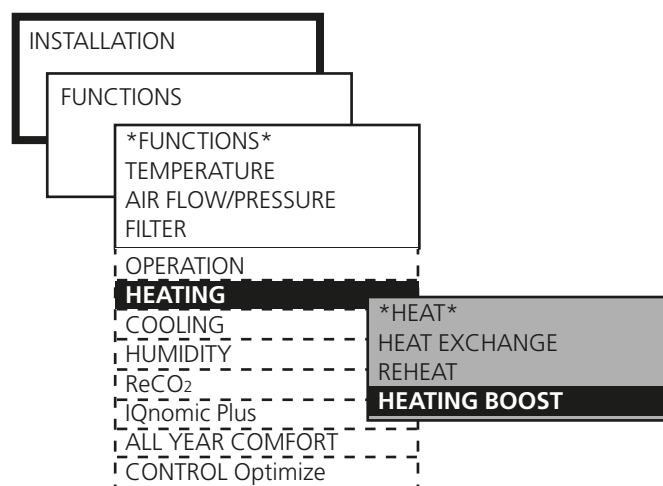 INSTALLATION
FUNCTIONS
*FUNCTIONS*
TEMPERATURE
AIR FLOW/PRESSURE
FILTER
OPERATION
HEATING
COOLING
HUMIDITY
ReCO₂
IQnomic Plus
ALL YEAR COMFORT
CONTROL Optimize
*HEAT*
HEAT EXCHANGE
REHEAT
HEATING BOOST